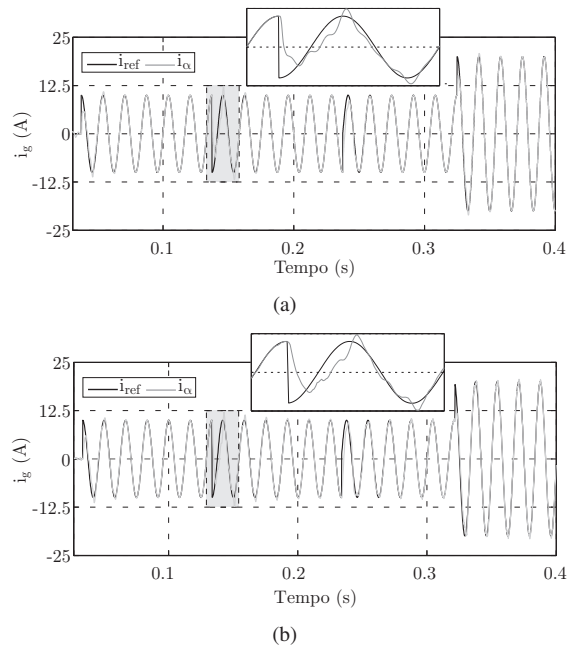 25
i_ref i_α
12.5
0
-12.5
-25
i_g (A)
0.1 0.2 0.3 0.4
Tempo (s)
(a)
25
i_ref i_α
12.5
0
-12.5
-25
i_g (A)
0.1 0.2 0.3 0.4
Tempo (s)
(b)